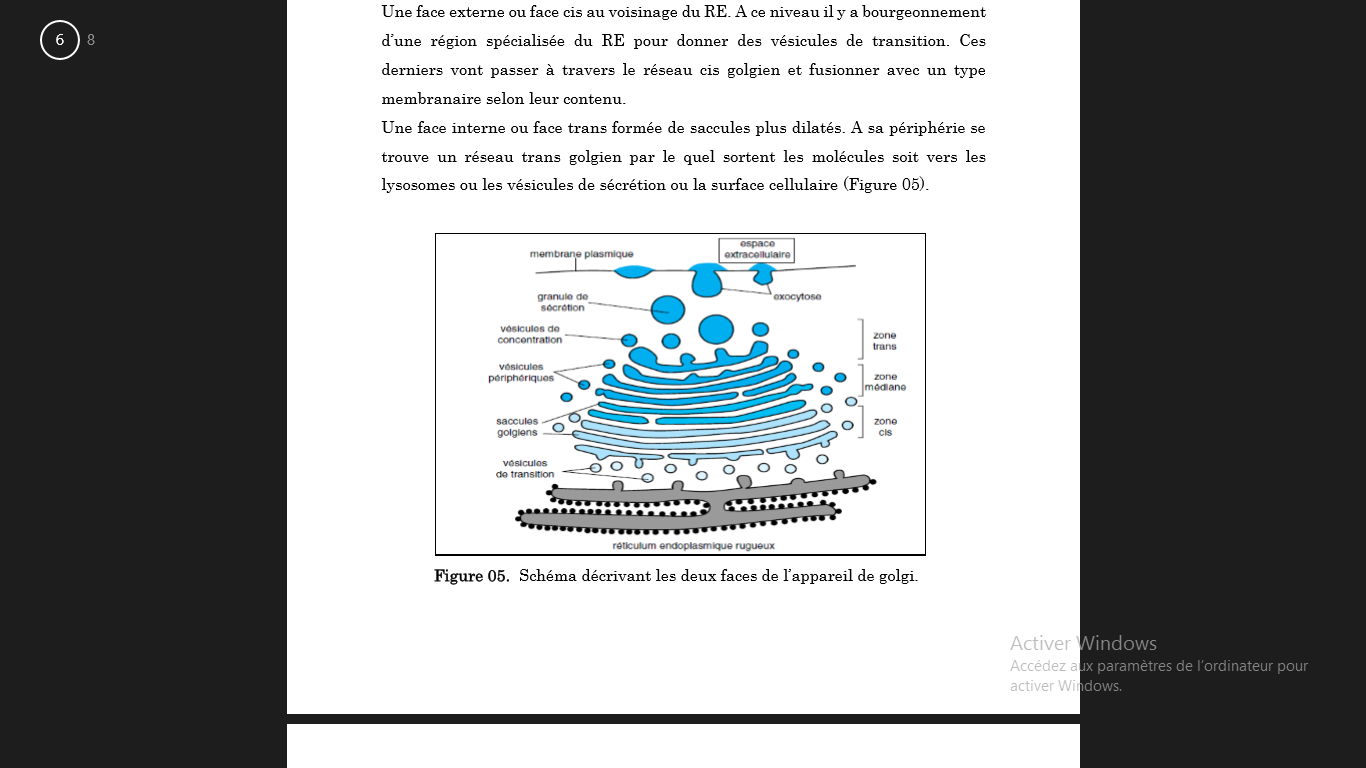 6 8
Une face externe ou face cis au voisinage du RE. A ce niveau il y a bourgeonnement
d'une région spécialisée du RE pour donner des vésicules de transition. Ces
derniers vont passer à travers le réseau cis golgien et fusionner avec un type
membranaire selon leur contenu.
Une face interne ou face trans formée de saccules plus dilatés. A sa périphérie se
trouve un réseau trans golgien par le quel sortent les molécules soit vers les
lysosomes ou les vésicules de sécrétion ou la surface cellulaire (Figure 05).
espace
extracellulaire
membrane plasmique
granule de
sécrétion
exocytose
vésicules de
concentration
zone
trans
vésicules
périphériques
zone
médiane
saccules
golgiens
zone
cis
vésicules
de transition
réticulum endoplasmique rugueux
Figure 05. Schéma décrivant les deux faces de l'appareil de golgi.
Activer Windows
Accédez aux paramètres de l'ordinateur pour
activer Windows.